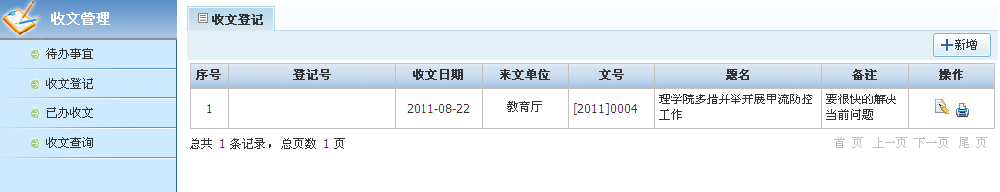 收文管理
待办事宜
收文登记
已办收文
收文查询
收文登记
新增
序号 登记号 收文日期 来文单位 文号 题名 备注 操作
1 2011-08-22 教育厅 [2011]0004 理学院多措并举开展甲流防控 要很快的解决
工作 当前问题
总共 1 条记录，总页数 1 页 首 页 上一页 下一页 尾 页